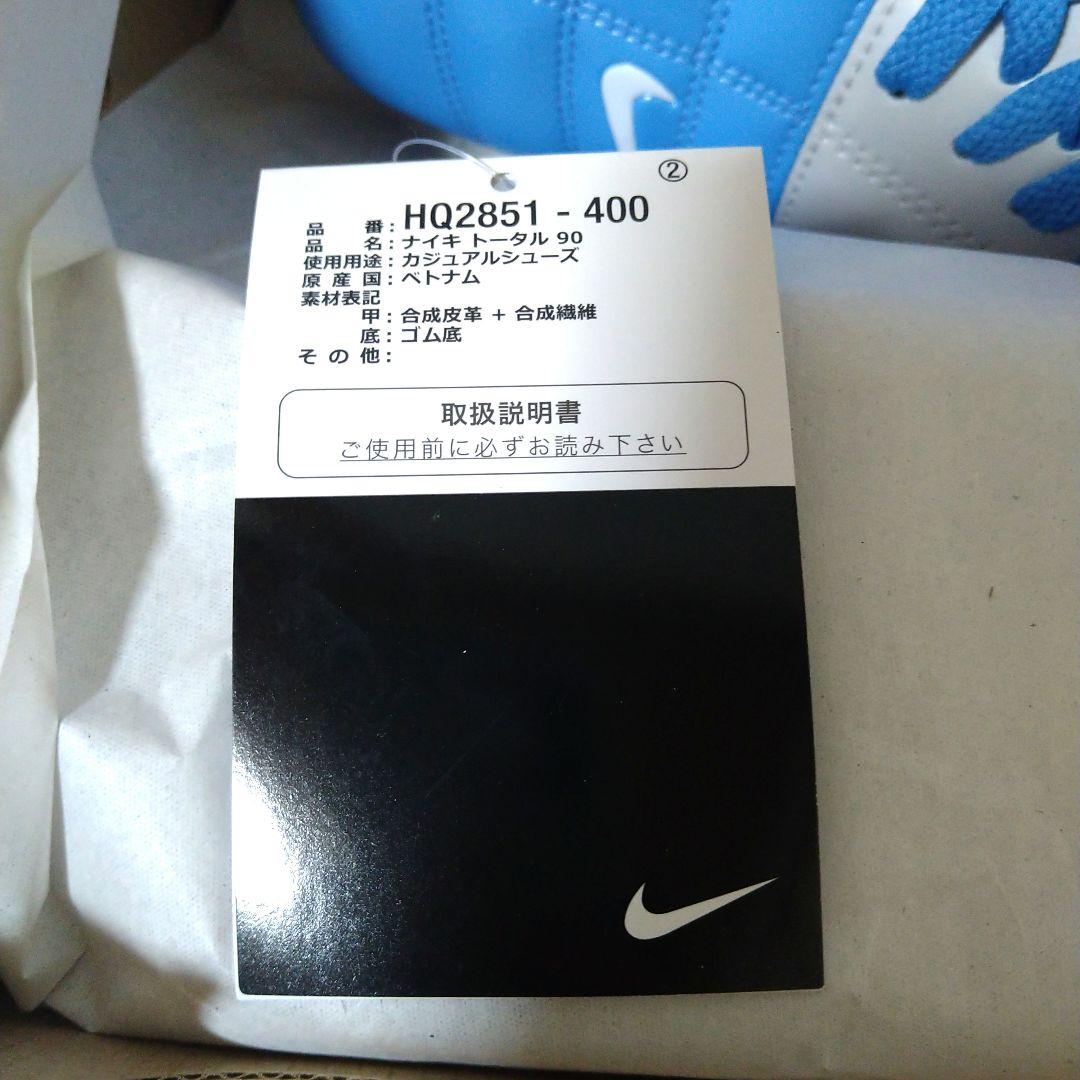 ②
品番：HQ2851 - 400
品名：ナイキ トータル 90
使用用途：カジュアルシューズ
原産国：ベトナム
素材表記
甲：合成皮革 + 合成繊維
底：ゴム底
その他：
取扱説明書
ご使用前に必ずお読み下さい